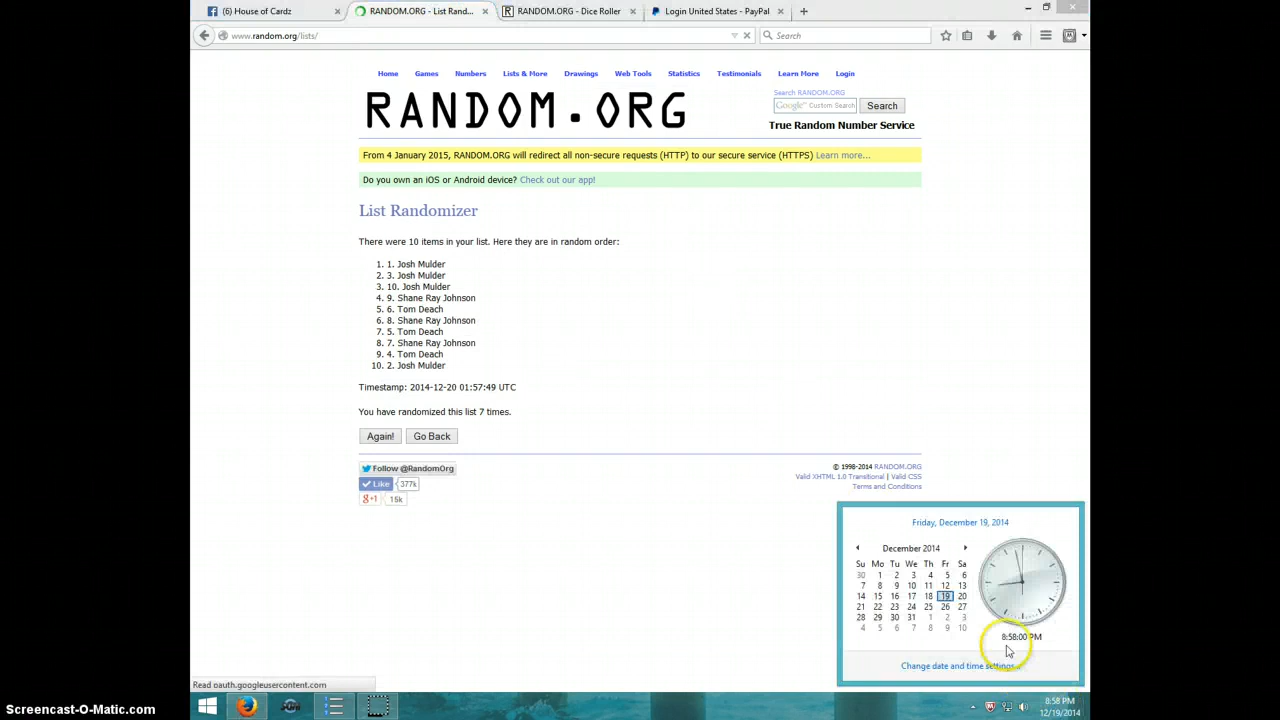 (6) House of Cardz
RANDOM.ORG - List Rand...
RANDOM.ORG - Dice Roller
Login United States - PayPal
www.random.org/lists/
Search
Home Games Numbers Lists & More Drawings Web Tools Statistics Testimonials Learn More Login
RANDOM.ORG
Search RANDOM.ORG
Google™ Custom Search
Search
True Random Number Service
From 4 January 2015, RANDOM.ORG will redirect all non-secure requests (HTTP) to our secure service (HTTPS) Learn more...
Do you own an iOS or Android device? Check out our app!
List Randomizer
There were 10 items in your list. Here they are in random order:
1. 1. Josh Mulder
2. 3. Josh Mulder
3. 10. Josh Mulder
4. 9. Shane Ray Johnson
5. 6. Tom Deach
6. 8. Shane Ray Johnson
7. 5. Tom Deach
8. 7. Shane Ray Johnson
9. 4. Tom Deach
10. 2. Josh Mulder
Timestamp: 2014-12-20 01:57:49 UTC
You have randomized this list 7 times.
Again! Go Back
Follow @RandomOrg
Like 377k
g+1 15k
© 1998-2014 RANDOM.ORG
Valid XHTML 1.0 Transitional | Valid CSS
Terms and Conditions
Friday, December 19, 2014
December 2014
Su Mo Tu We Th Fr Sa
30 1 2 3 4 5 6
7 8 9 10 11 12 13
14 15 16 17 18 19 20
21 22 23 24 25 26 27
28 29 30 31 1 2 3
4 5 6 7 8 9 10
8:58:00 PM
Change date and time settings...
Read oauth.googleusercontent.com
8:58 PM
12/19/2014
Screencast-O-Matic.com